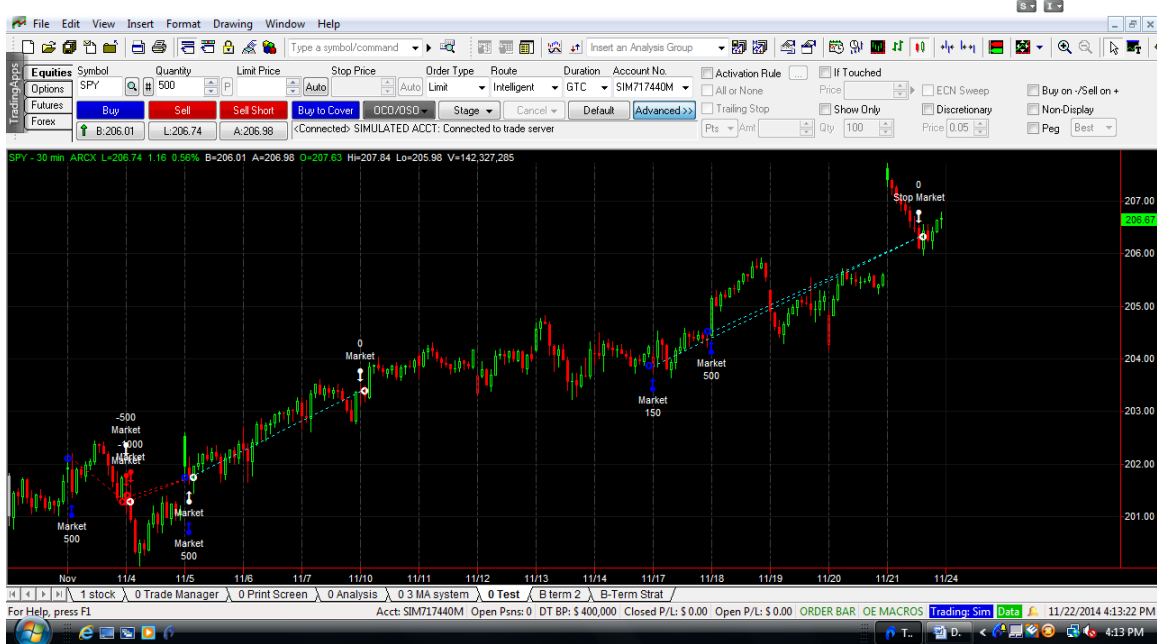 S I
File Edit View Insert Format Drawing Window Help
Type a symbol/command Insert an Analysis Group
TradingApps
Equities Symbol Quantity Limit Price Stop Price Order Type Route Duration Account No. Activation Rule ... If Touched
Options SPY # 500 P Auto Auto Limit Intelligent GTC SIM717440M All or None Price ECN Sweep Buy on -/Sell on +
Futures Buy Sell Sell Short Buy to Cover OCO/OSO Stage Cancel Default Advanced >> Trailing Stop Show Only Discretionary Non-Display
Forex B:206.01 L:206.74 A:206.98 <Connected> SIMULATED ACCT: Connected to trade server Pts Amt Qty 100 Price 0.05 Peg Best
SPY - 30 min ARCX L=206.74 1.16 0.56% B=206.01 A=206.98 O=207.63 Hi=207.84 Lo=205.98 V=142,327,285
0
Stop Market
207.00
206.67
206.00
205.00
0
Market
204.00
Market
500
Market
150
203.00
-500
Market
-1000
Market
202.00
Market
500
Market
Market
500
201.00
Nov 11/4 11/5 11/6 11/7 11/10 11/11 11/12 11/13 11/14 11/17 11/18 11/19 11/20 11/21 11/24
1 stock 0 Trade Manager 0 Print Screen 0 Analysis 0 3 MA system 0 Test B term 2 B-Term Strat
For Help, press F1 Acct: SIM717440M Open Psns: 0 DT BP: $ 400,000 Closed P/L: $ 0.00 Open P/L: $ 0.00 ORDER BAR OE MACROS Trading: Sim Data 11/22/2014 4:13:22 PM
T.. D.. < 4:13 PM